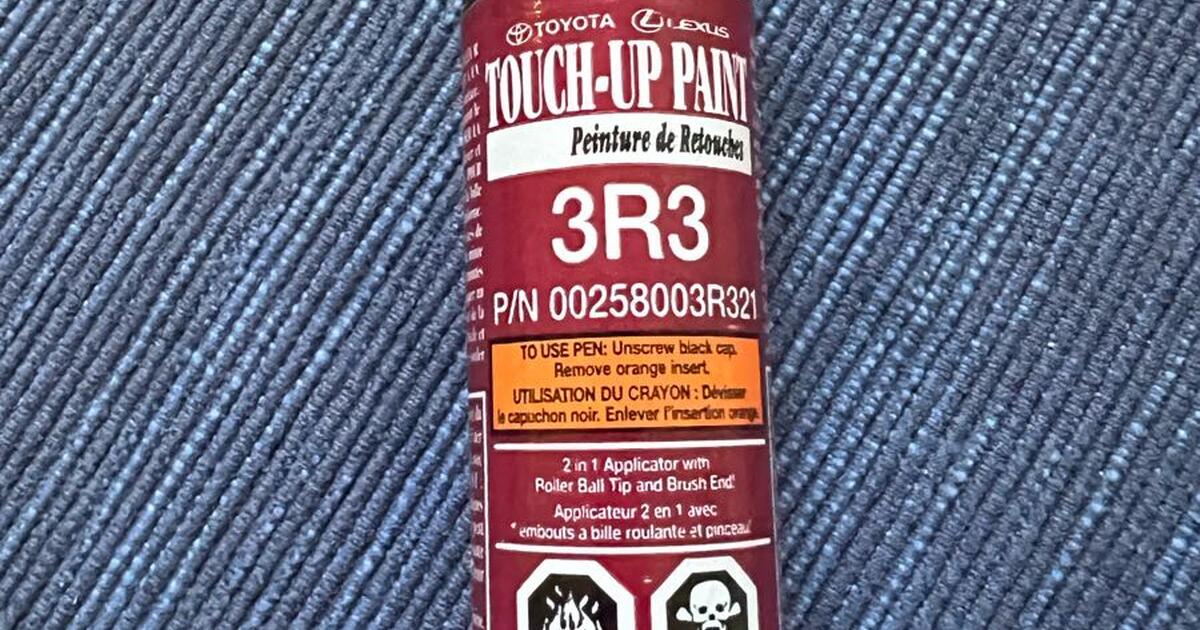 TOYOTA LEXUS
TOUCH-UP PAINT
Peinture de Retouches
3R3
P/N 00258003R321
TO USE PEN: Unscrew black cap.
Remove orange insert.
UTILISATION DU CRAYON : Dévisser
le capuchon noir. Enlever l'insertion orange.
2 in 1 Applicator with
Roller Ball Tip and Brush End!
Applicateur 2 en 1 avec
embouts à bille roulante et pinceau